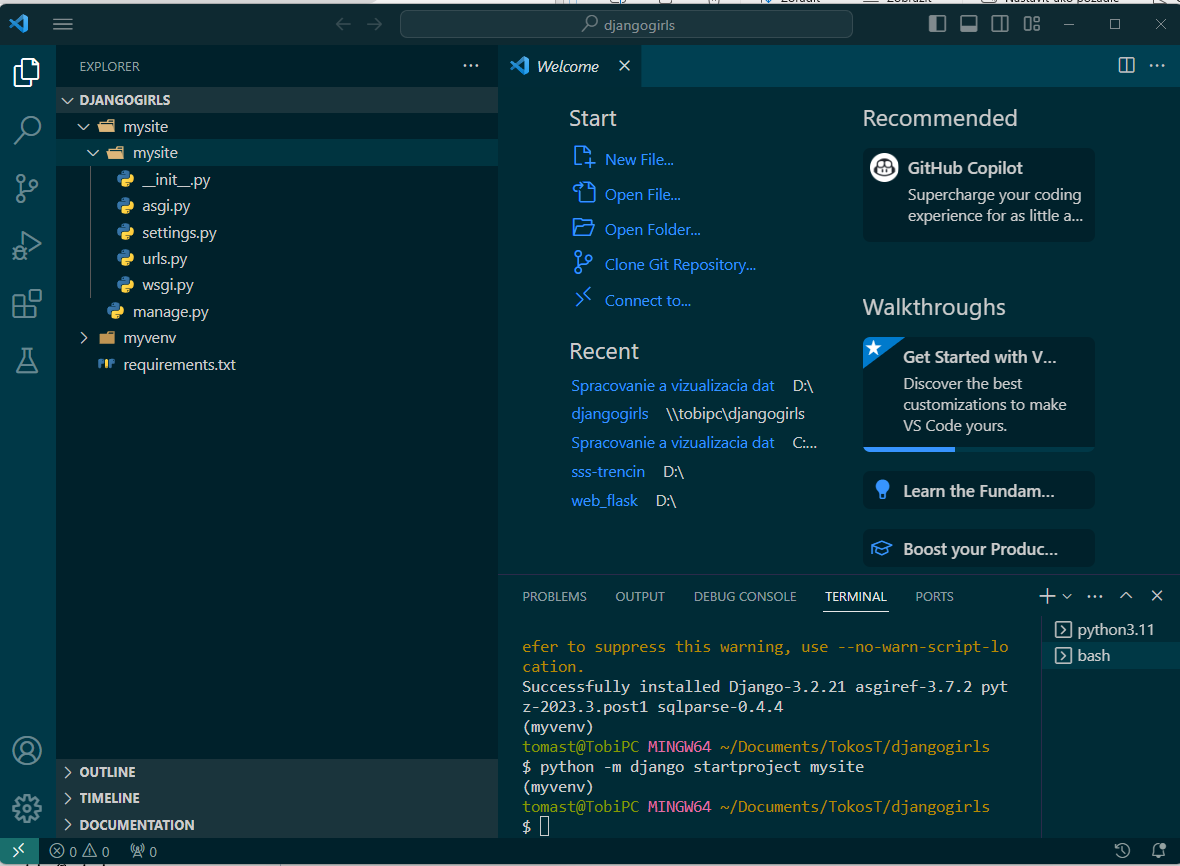 djangogirls
EXPLORER
DJANGOGIRLS
mysite
mysite
__init__.py
asgi.py
settings.py
urls.py
wsgi.py
manage.py
myvenv
requirements.txt
OUTLINE
TIMELINE
DOCUMENTATION
Welcome
Start
New File...
Open File...
Open Folder...
Clone Git Repository...
Connect to...
Recent
Spracovanie a vizualizacia dat D:\
djangogirls \\tobipc\djangogirls
Spracovanie a vizualizacia dat C:...
sss-trencin D:\
web_flask D:\
Recommended
GitHub Copilot
Supercharge your coding
experience for as little a...
Walkthroughs
Get Started with V...
Discover the best
customizations to make
VS Code yours.
Learn the Fundam...
Boost your Produc...
PROBLEMS OUTPUT DEBUG CONSOLE TERMINAL PORTS
efer to suppress this warning, use --no-warn-script-lo
cation.
Successfully installed Django-3.2.21 asgiref-3.7.2 pyt
z-2023.3.post1 sqlparse-0.4.4
(myvenv)
tomast@TobiPC MINGW64 ~/Documents/TokosT/djangogirls
$ python -m django startproject mysite
(myvenv)
tomast@TobiPC MINGW64 ~/Documents/TokosT/djangogirls
$
python3.11
bash
0 0 0